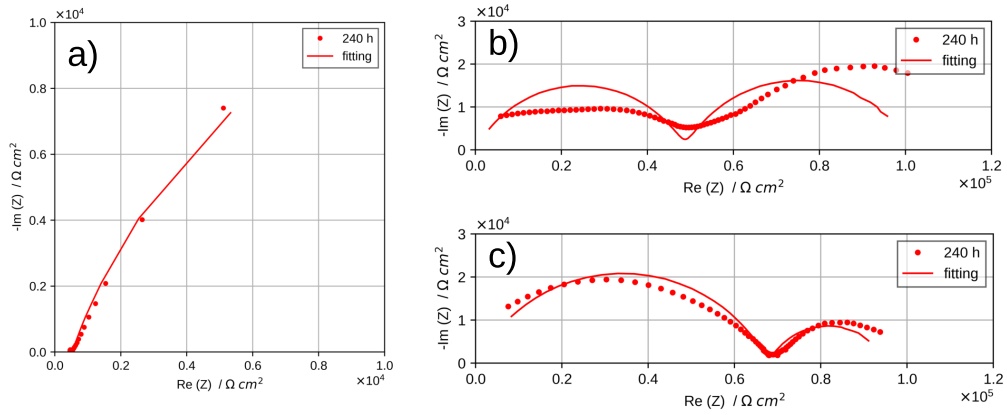 a)
×10⁴
1.0
0.8
0.6
0.4
0.2
0.0
-Im (Z) / Ω cm²
0.0 0.2 0.4 0.6 0.8 1.0
×10⁴
Re (Z) / Ω cm²
240 h
fitting
b)
×10⁴
3
2
1
0
-Im (Z) / Ω cm²
0.0 0.2 0.4 0.6 0.8 1.0 1.2
×10⁵
Re (Z) / Ω cm²
240 h
fitting
c)
×10⁴
3
2
1
0
-Im (Z) / Ω cm²
0.0 0.2 0.4 0.6 0.8 1.0 1.2
×10⁵
Re (Z) / Ω cm²
240 h
fitting